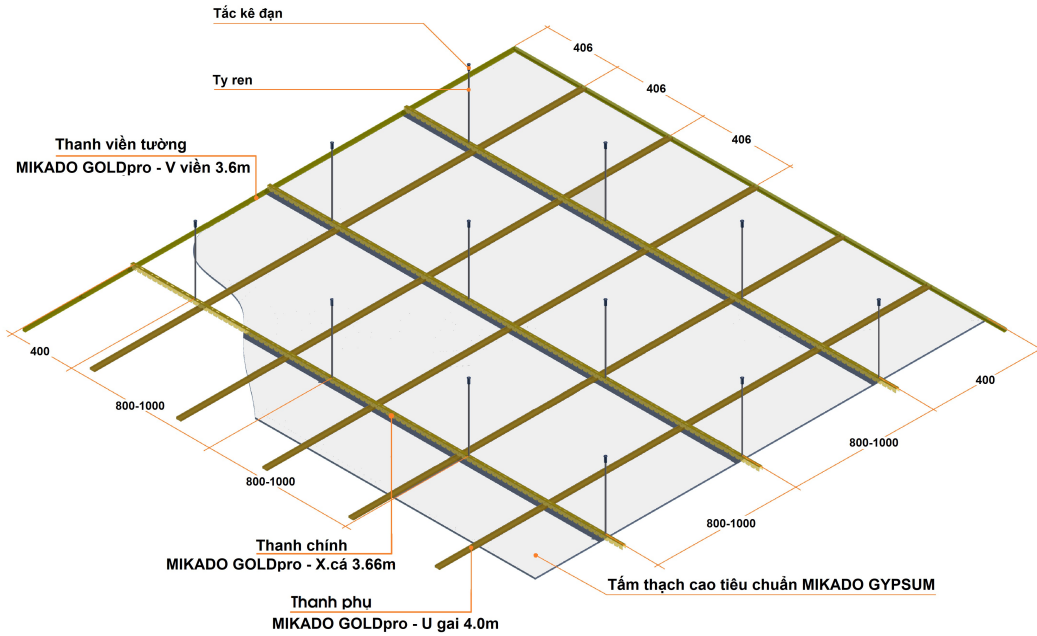 Tắc kê đạn
Ty ren
Thanh viền tường
MIKADO GOLDpro - V viền 3.6m
406
406
406
400
800-1000
800-1000
400
800-1000
800-1000
Thanh chính
MIKADO GOLDpro - X.cá 3.66m
Thanh phụ
MIKADO GOLDpro - U gai 4.0m
Tấm thạch cao tiêu chuẩn MIKADO GYPSUM